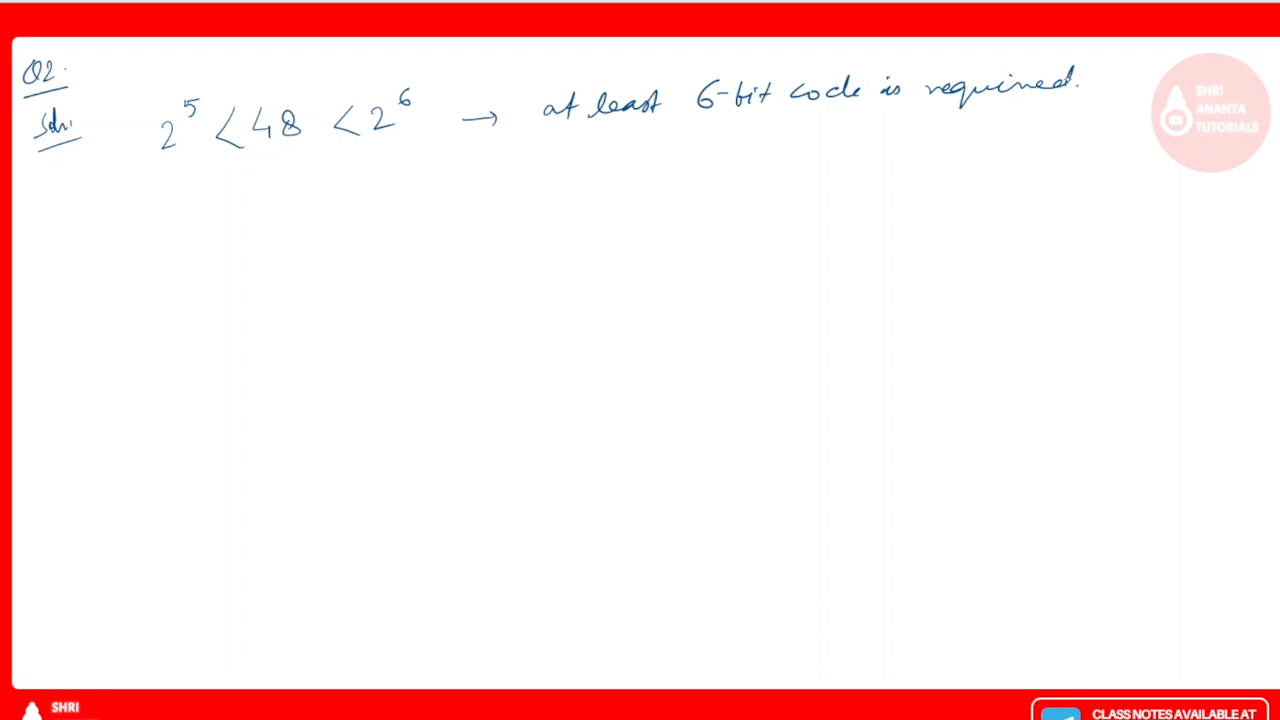 Q2.
Soln.
2^5 < 48 < 2^6 → at least 6-bit code is required.
SHRI
ANANTA
TUTORIALS
SHRI
CLASS NOTES AVAILABLE AT